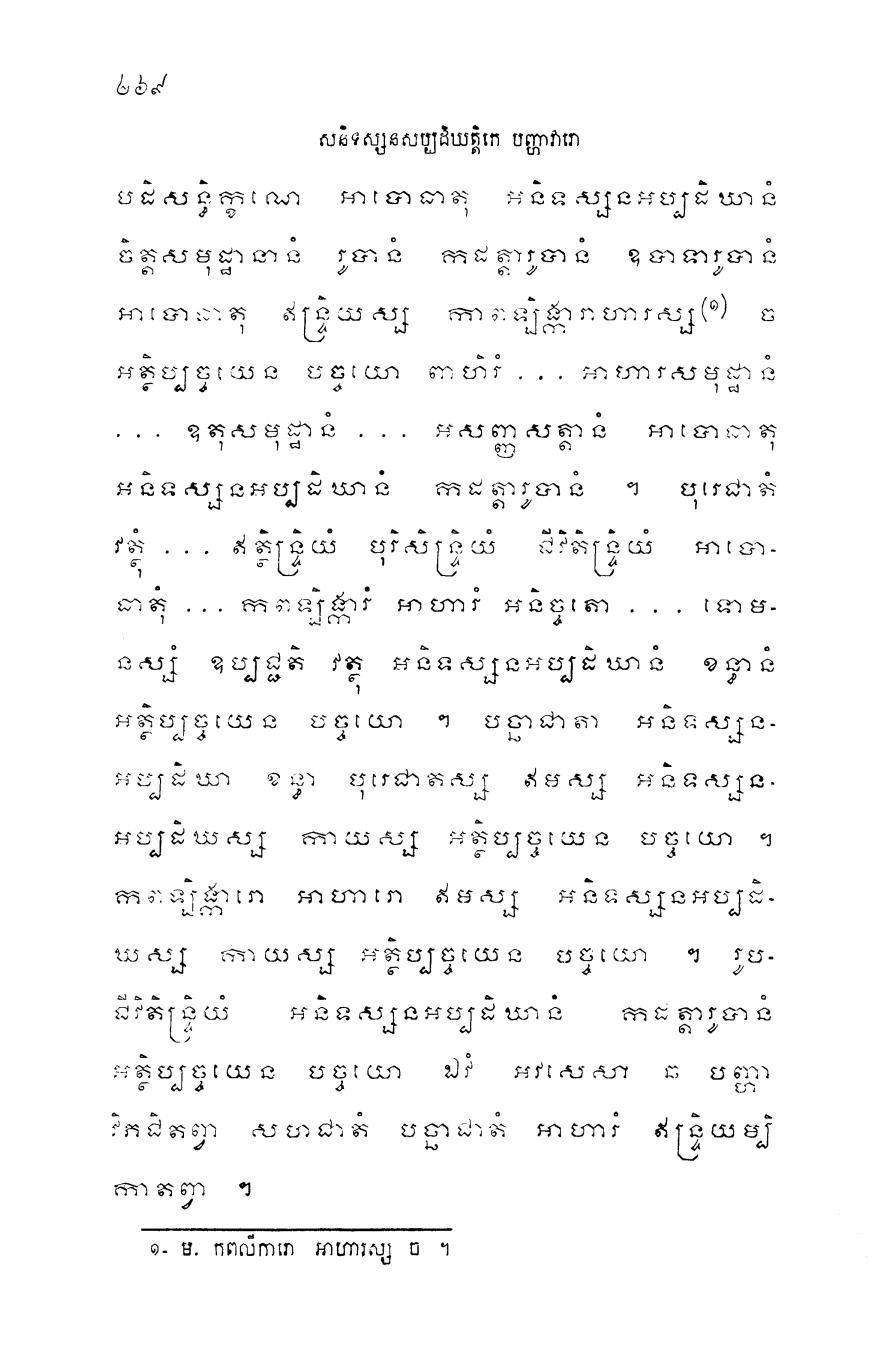 ៤៦៩
សនិទស្សនសប្បដិឃត្តិកេ បញ្ហាវារោ
បដិសន្ធិក្ខណេ អាបោធាតុ អនិទស្សនអប្បដិឃានំ
ចិត្តសមុដ្ឋានានំ រូបានំ កដត្តារូបានំ ឧបាទារូបានំ
អាបោធាតុ ឥន្ទ្រិយស្ស កាពឡិង្ការាហារស្ស(១) ច
អត្ថិប្បច្ចយេន បច្ចយោ ពាហិរំ ... អាហារសមុដ្ឋានំ
... ឧតុសមុដ្ឋានំ ... អសញ្ញសត្តានំ អាបោធាតុ
អនិទស្សនអប្បដិឃានំ កដត្តារូបានំ ។ បុរេជាតំ
វត្ថុំ ... ឥត្ថិន្ទ្រិយំ បុរិសិន្ទ្រិយំ ជីវិតិន្ទ្រិយំ អាបោ-
ធាតុំ ... កពឡិង្ការំ អាហារំ អនិច្ចតោ ... ទោម-
នស្សំ ឧប្បជ្ជតិ វត្ថុ អនិទស្សនអប្បដិឃានំ ខន្ធានំ
អត្ថិប្បច្ចយេន បច្ចយោ ។ បច្ឆាជាតា អនិទស្សន-
អប្បដិឃា ខន្ធា បុរេជាតស្ស ឥមស្ស អនិទស្សន-
អប្បដិឃស្ស កាយស្ស អត្ថិប្បច្ចយេន បច្ចយោ ។
កពឡិង្ការោ អាហារោ ឥមស្ស អនិទស្សនអប្បដិ-
ឃស្ស កាយស្ស អត្ថិប្បច្ចយេន បច្ចយោ ។ រូប-
ជីវិតិន្ទ្រិយំ អនិទស្សនអប្បដិឃានំ កដត្តារូបានំ
អត្ថិប្បច្ចយេន បច្ចយោ ឯវំ អវសេសា ឆ បញ្ហា
វិភជិតព្វា សហជាតំ បច្ឆាជាតំ អាហារំ ឥន្ទ្រិយម្បិ
កាតព្វា ។
១- ម. កពលីការោ អាហារស្ស ច ។